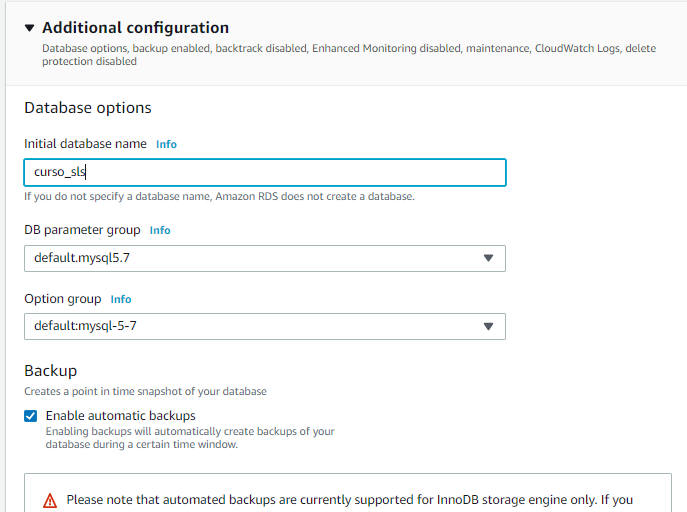 Additional configuration
Database options, backup enabled, backtrack disabled, Enhanced Monitoring disabled, maintenance, CloudWatch Logs, delete
protection disabled
Database options
Initial database name Info
curso_sls
If you do not specify a database name, Amazon RDS does not create a database.
DB parameter group Info
default.mysql5.7
Option group Info
default:mysql-5-7
Backup
Creates a point in time snapshot of your database
Enable automatic backups
Enabling backups will automatically create backups of your
database during a certain time window.
Please note that automated backups are currently supported for InnoDB storage engine only. If you